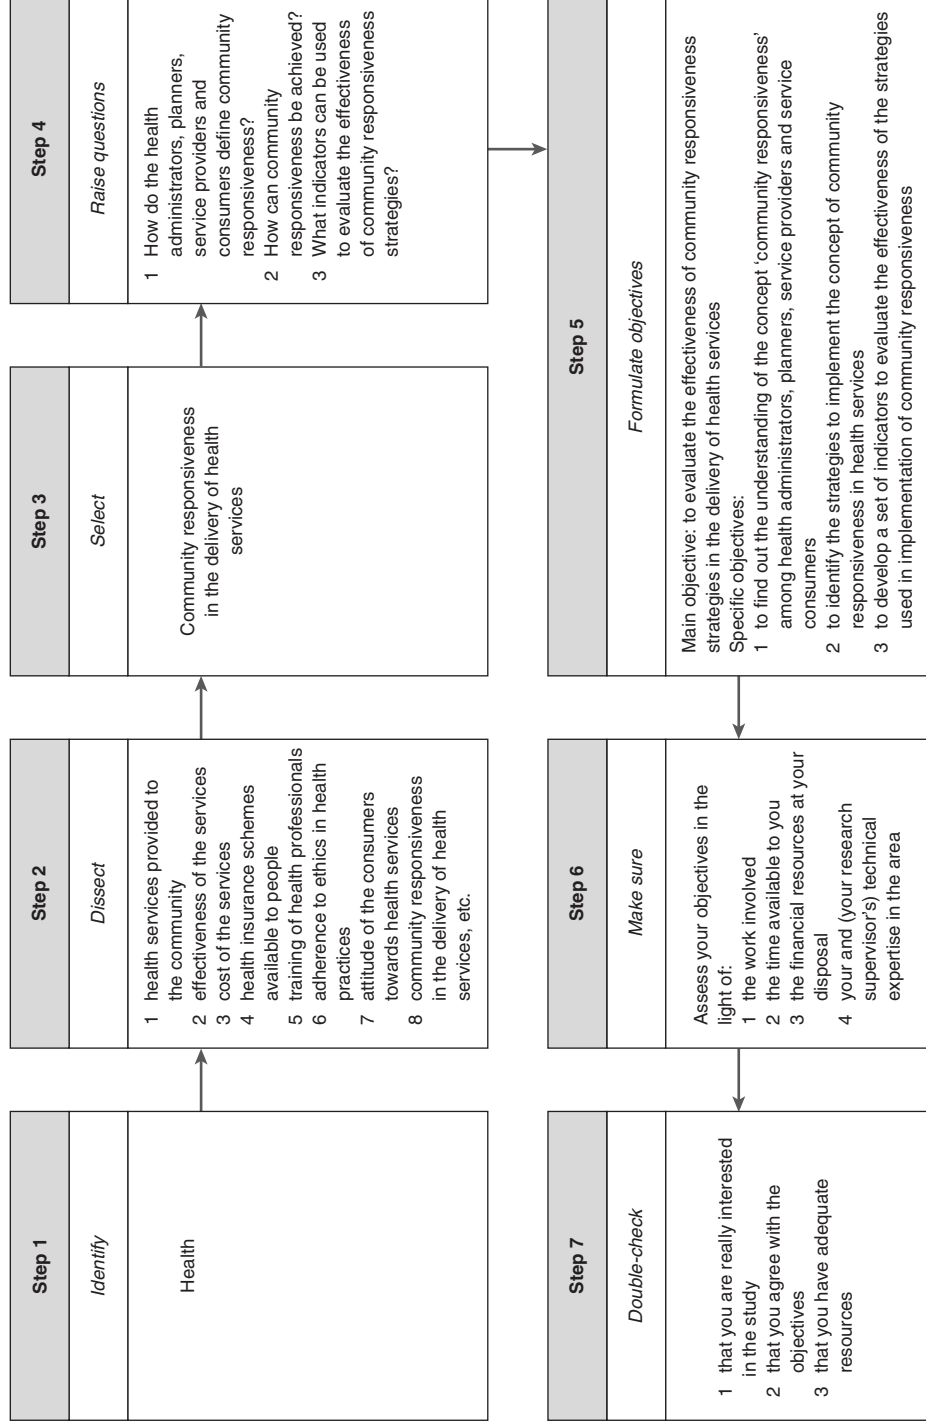 Step 1
Identify
Health
Step 2
Dissect
1 health services provided to
the community
2 effectiveness of the services
3 cost of the services
4 health insurance schemes
available to people
5 training of health professionals
6 adherence to ethics in health
practices
7 attitude of the consumers
towards health services
8 community responsiveness
in the delivery of health
services, etc.
Step 3
Select
Community responsiveness
in the delivery of health
services
Step 4
Raise questions
1 How do the health
administrators, planners,
service providers and
consumers define community
responsiveness?
2 How can community
responsiveness be achieved?
3 What indicators can be used
to evaluate the effectiveness
of community responsiveness
strategies?
Step 5
Formulate objectives
Main objective: to evaluate the effectiveness of community responsiveness
strategies in the delivery of health services
Specific objectives:
1 to find out the understanding of the concept ‘community responsiveness’
among health administrators, planners, service providers and service
consumers
2 to identify the strategies to implement the concept of community
responsiveness in health services
3 to develop a set of indicators to evaluate the effectiveness of the strategies
used in implementation of community responsiveness
Step 6
Make sure
Assess your objectives in the
light of:
1 the work involved
2 the time available to you
3 the financial resources at your
disposal
4 your and (your research
supervisor’s) technical
expertise in the area
Step 7
Double-check
1 that you are really interested
in the study
2 that you agree with the
objectives
3 that you have adequate
resources